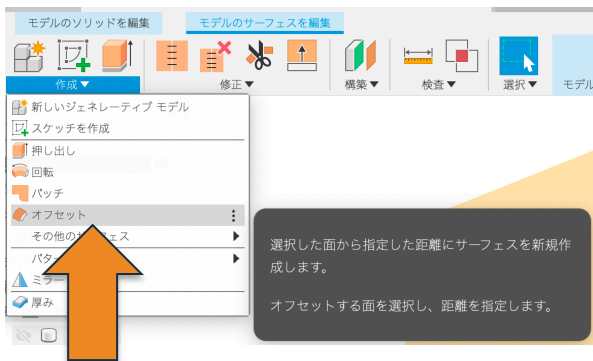 モデルのソリッドを編集
モデルのサーフェスを編集
作成▼
修正▼
構築▼
検査▼
選択▼
モデル
新しいジェネレーティブ モデル
スケッチを作成
押し出し
回転
パッチ
オフセット
その他の
ェス
パタ
ミラー
厚み
選択した面から指定した距離にサーフェスを新規作
成します。
オフセットする面を選択し、距離を指定します。